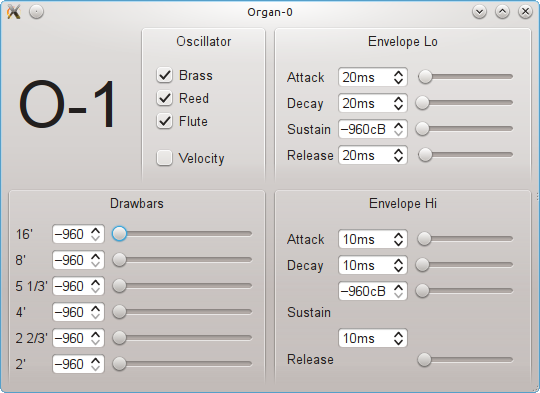 Organ-0
O-1
Oscillator
Brass
Reed
Flute
Velocity
Envelope Lo
Attack 20ms
Decay 20ms
Sustain −960cB
Release 20ms
Drawbars
16' −960
8' −960
5 1/3' −960
4' −960
2 2/3' −960
2' −960
Envelope Hi
Attack 10ms
Decay 10ms
−960cB
Sustain
10ms
Release